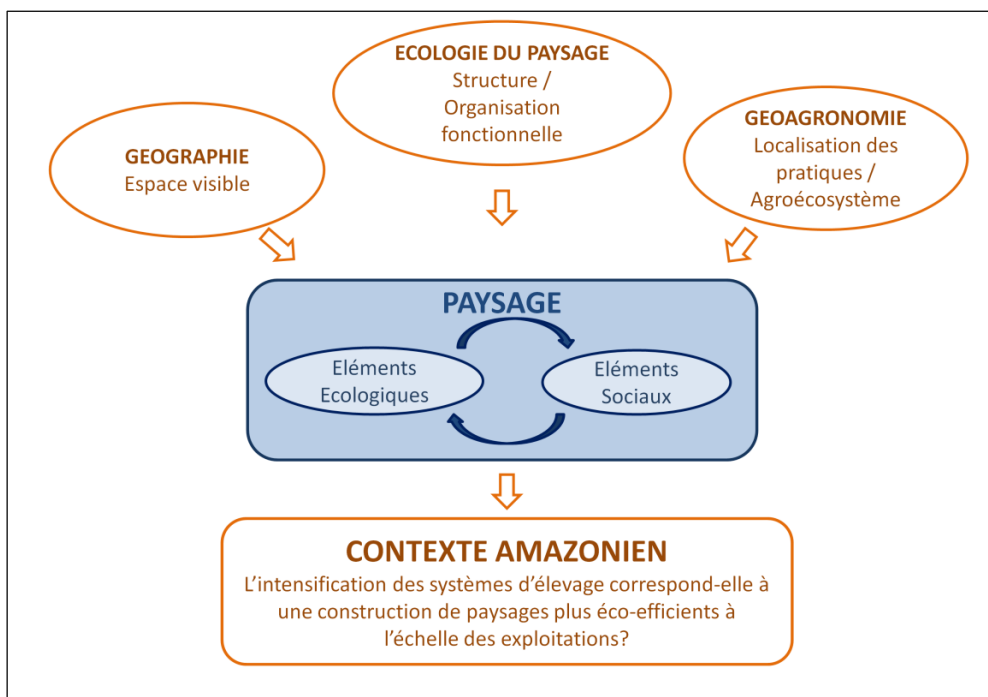 ECOLOGIE DU PAYSAGE
Structure /
Organisation
fonctionnelle
GEOGRAPHIE
Espace visible
GEOAGRONOMIE
Localisation des
pratiques /
Agroécosystème
PAYSAGE
Eléments
Ecologiques
Eléments
Sociaux
CONTEXTE AMAZONIEN
L’intensification des systèmes d’élevage correspond-elle à
une construction de paysages plus éco-efficients à
l’échelle des exploitations?